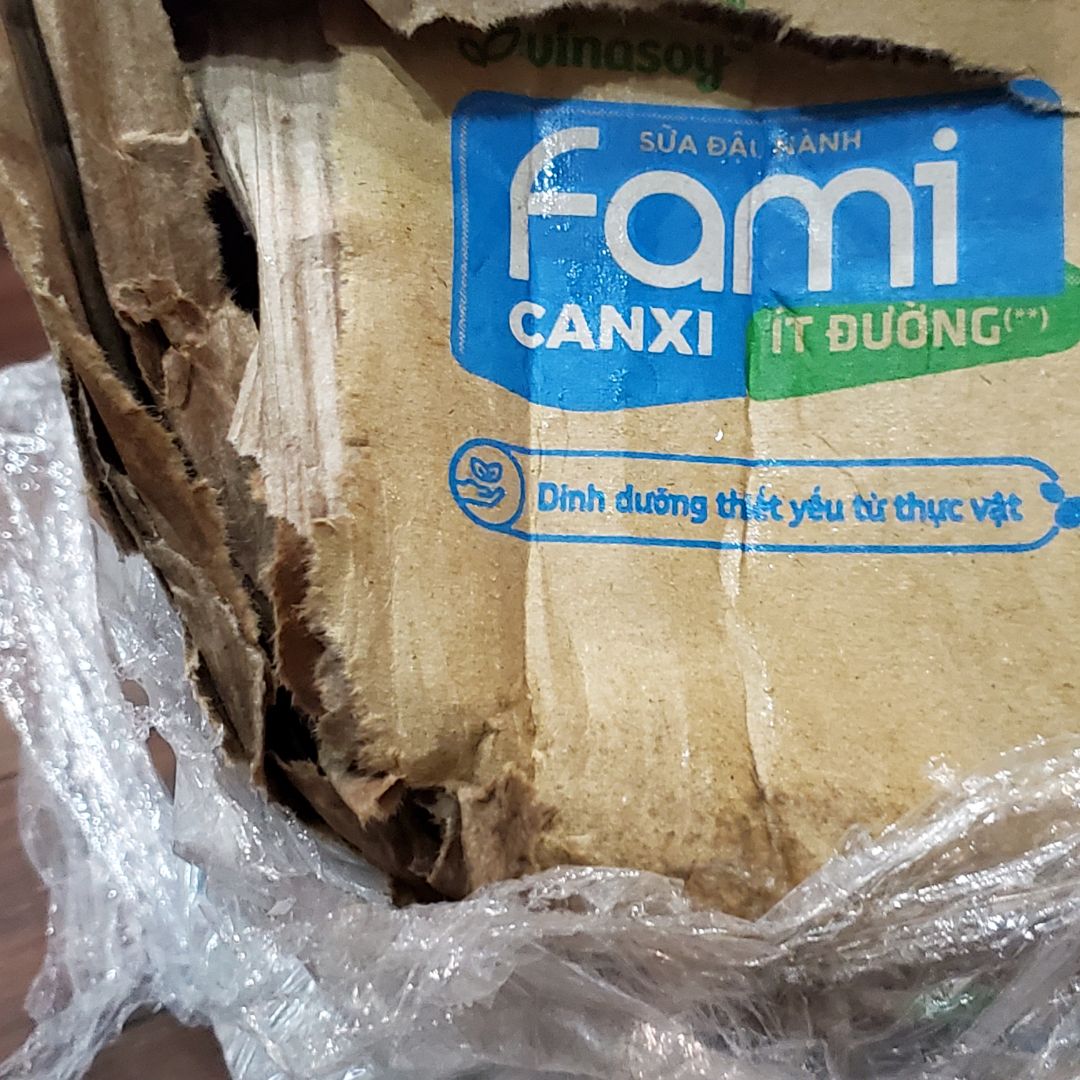 vinasoy
SỮA ĐẬU NÀNH
fami
CANXI
ÍT ĐƯỜNG(**)
Dinh dưỡng thiết yếu từ thực vật